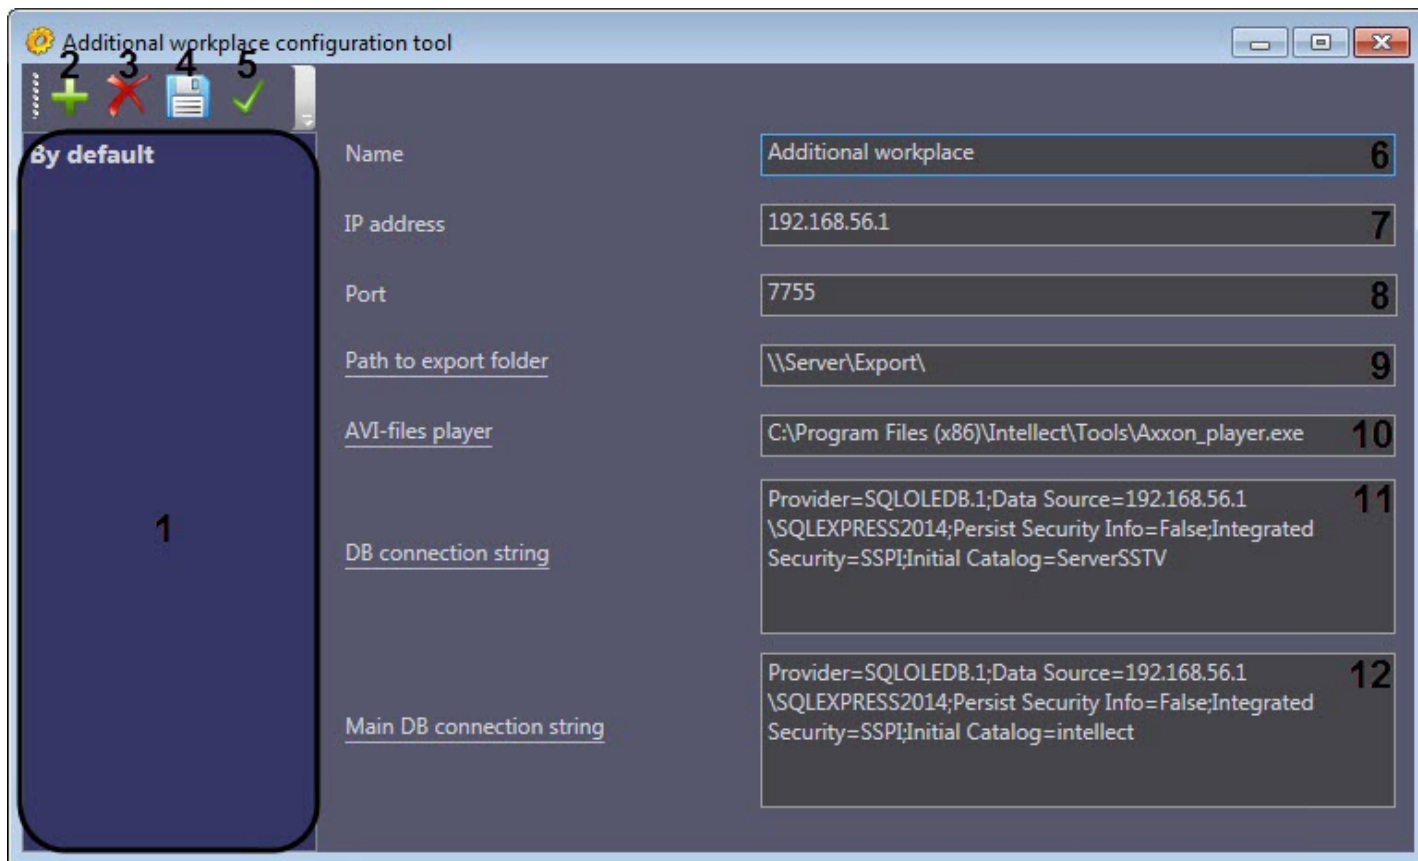 Additional workplace configuration tool
2 3 4 5
By default
1
Name
Additional workplace 6
IP address
192.168.56.1 7
Port
7755 8
Path to export folder
\\Server\Export\ 9
AVI-files player
C:\Program Files (x86)\Intellect\Tools\Axxon_player.exe 10
DB connection string
Provider=SQLOLEDB.1;Data Source=192.168.56.1 11
\SQLEXPRESS2014;Persist Security Info=False;Integrated
Security=SSPI;Initial Catalog=ServerSSTV
Main DB connection string
Provider=SQLOLEDB.1;Data Source=192.168.56.1 12
\SQLEXPRESS2014;Persist Security Info=False;Integrated
Security=SSPI;Initial Catalog=intellect